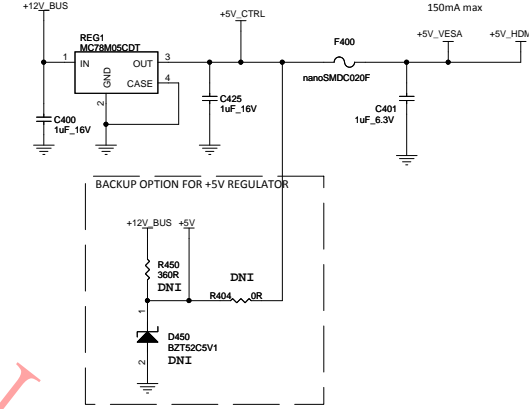 +12V_BUS
+5V_CTRL
150mA max
REG1
MC78M05CDT
F400
+5V_VESA
+5V_HDM
1
IN
OUT
3
GND
CASE
4
2
nanoSMDC020F
C400
1uF_16V
C425
1uF_16V
C401
1uF_6.3V
BACKUP OPTION FOR +5V REGULATOR
+12V_BUS
+5V
R450
360R
DNI
DNI
R404
0R
1
D450
BZT52C5V1
2
DNI